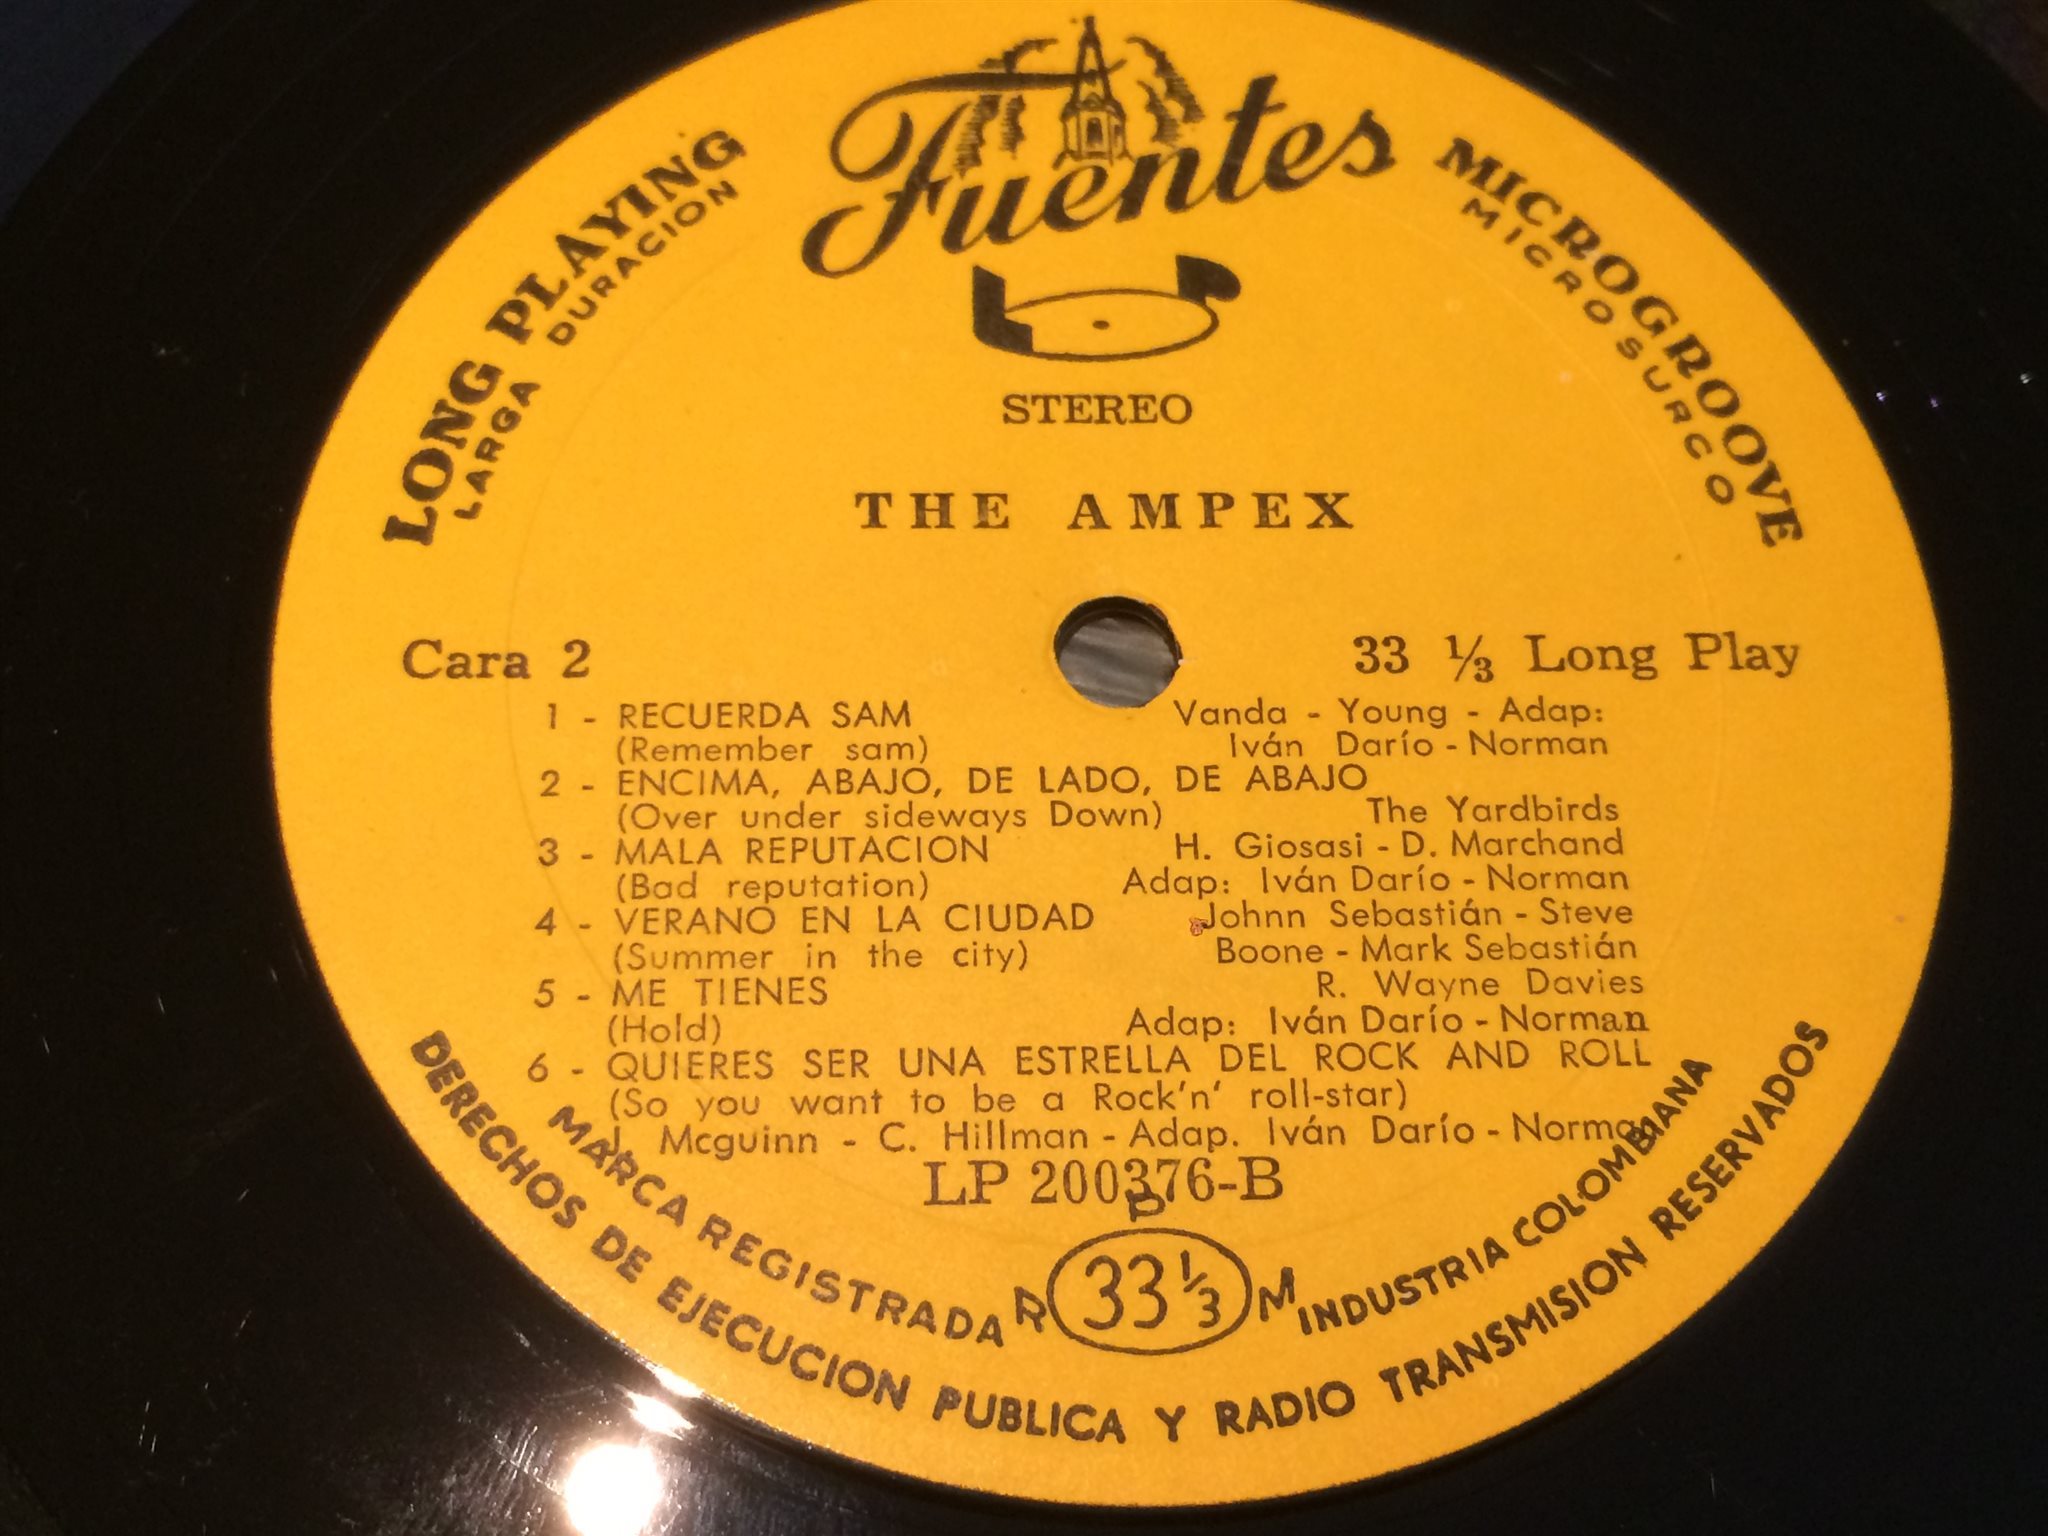 Fuentes
LONG PLAYING
LARGA DURACION
MICROGROOVE
MICROSURCO
STEREO
THE AMPEX
Cara 2
33 ⅓ Long Play
1 - RECUERDA SAM Vanda - Young - Adap:
(Remember sam) Iván Darío - Norman
2 - ENCIMA, ABAJO, DE LADO, DE ABAJO
(Over under sideways Down) The Yardbirds
3 - MALA REPUTACION H. Giosasi - D. Marchand
(Bad reputation) Adap: Iván Darío - Norman
4 - VERANO EN LA CIUDAD Johnn Sebastián - Steve
(Summer in the city) Boone - Mark Sebastián
5 - ME TIENES R. Wayne Davies
(Hold) Adap: Iván Darío - Norman
6 - QUIERES SER UNA ESTRELLA DEL ROCK AND ROLL
(So you want to be a Rock'n' roll-star)
J. Mcguinn - C. Hillman - Adap. Iván Darío - Norman
LP 200376-B
R P M
33 ⅓
MARCA REGISTRADA INDUSTRIA COLOMBIANA
DERECHOS DE EJECUCION PUBLICA Y RADIO TRANSMISION RESERVADOS